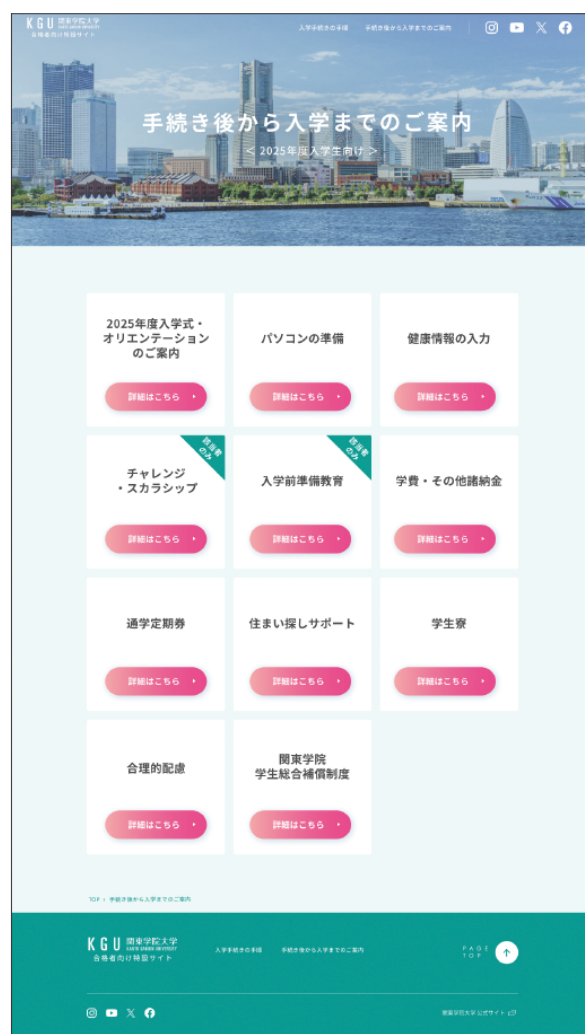 KGU 関東学院大学
合格者向け特設サイト
入学手続きの手順 手続き後から入学までのご案内
手続き後から入学までのご案内
< 2025年度入学生向け >
2025年度入学式・
オリエンテーション
のご案内
詳細はこちら
パソコンの準備
詳細はこちら
健康情報の入力
詳細はこちら
該当者
のみ
チャレンジ
・スカラシップ
詳細はこちら
該当者
のみ
入学前準備教育
詳細はこちら
学費・その他諸納金
詳細はこちら
通学定期券
詳細はこちら
住まい探しサポート
詳細はこちら
学生寮
詳細はこちら
合理的配慮
詳細はこちら
関東学院
学生総合補償制度
詳細はこちら
TOP › 手続き後から入学までのご案内
KGU 関東学院大学
KANTO GAKUIN UNIVERSITY
合格者向け特設サイト
入学手続きの手順 手続き後から入学までのご案内
PAGE
TOP
関東学院大学 公式サイト